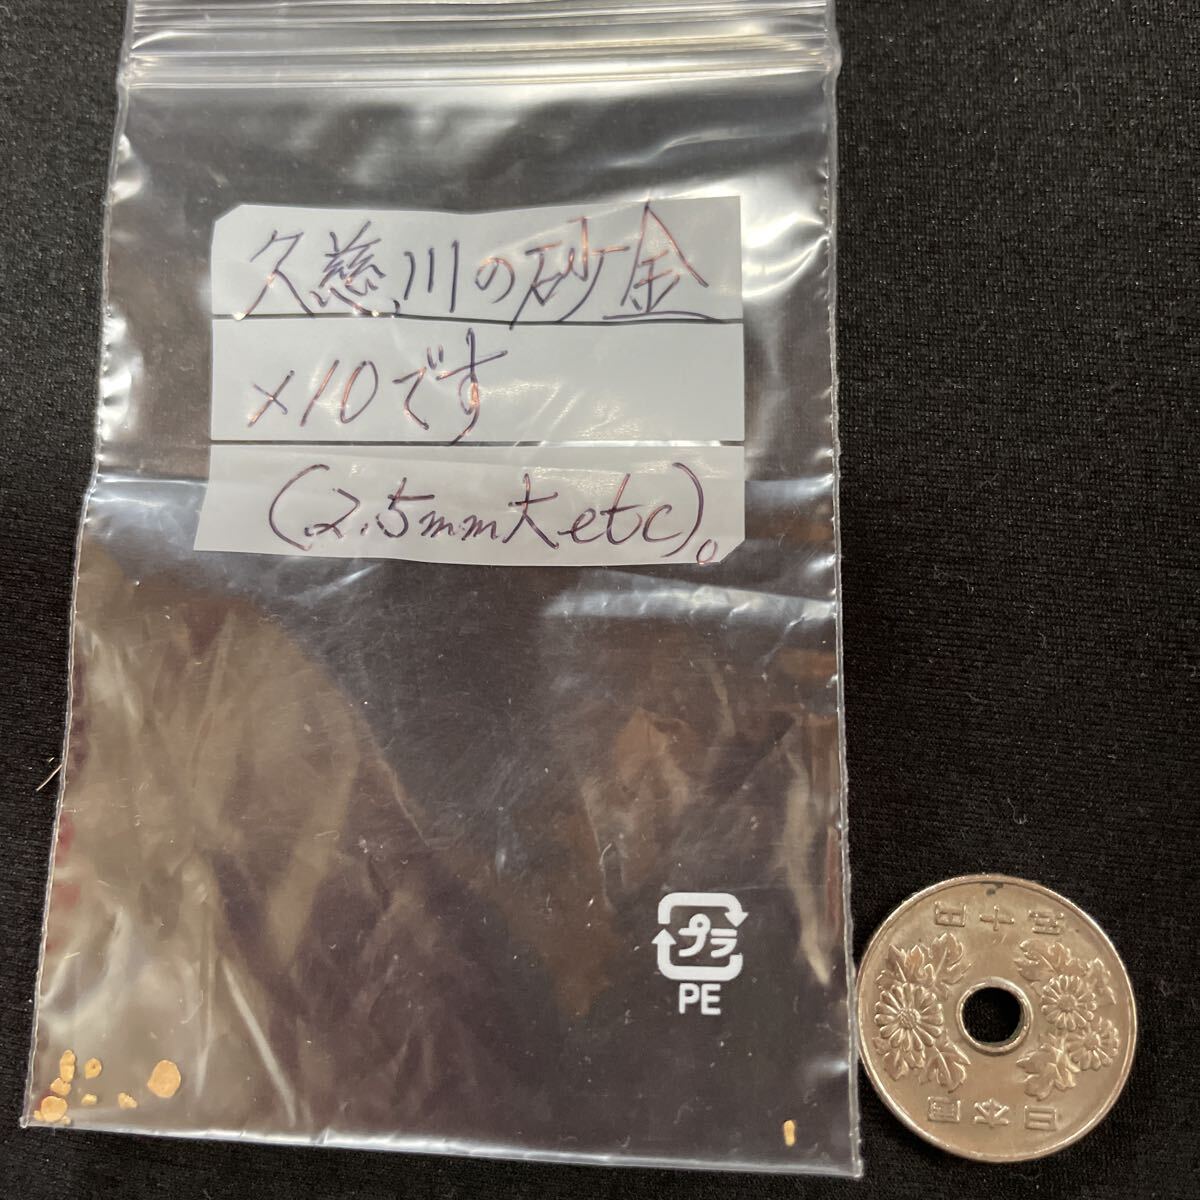 久慈川の砂金
×10です
(2.5mm大etc)。
プラ
PE
日本国
五十円